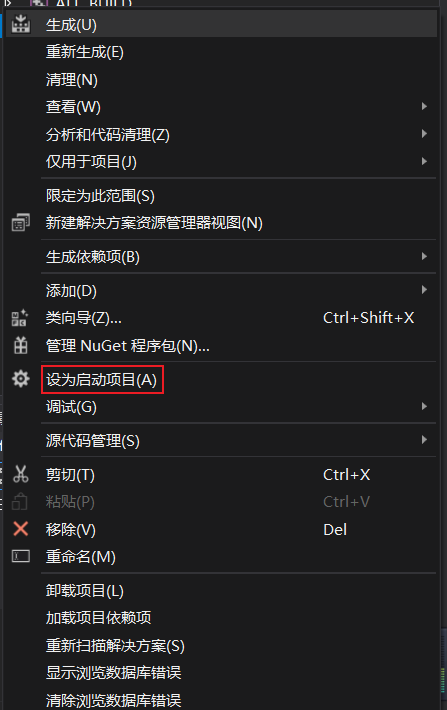 ALL_BUILD
生成(U)
重新生成(E)
清理(N)
查看(W)
分析和代码清理(Z)
仅用于项目(J)
限定为此范围(S)
新建解决方案资源管理器视图(N)
生成依赖项(B)
添加(D)
类向导(Z)... Ctrl+Shift+X
管理 NuGet 程序包(N)...
设为启动项目(A)
调试(G)
源代码管理(S)
剪切(T) Ctrl+X
粘贴(P) Ctrl+V
移除(V) Del
重命名(M)
卸载项目(L)
加载项目依赖项
重新扫描解决方案(S)
显示浏览数据库错误
清除浏览数据库错误